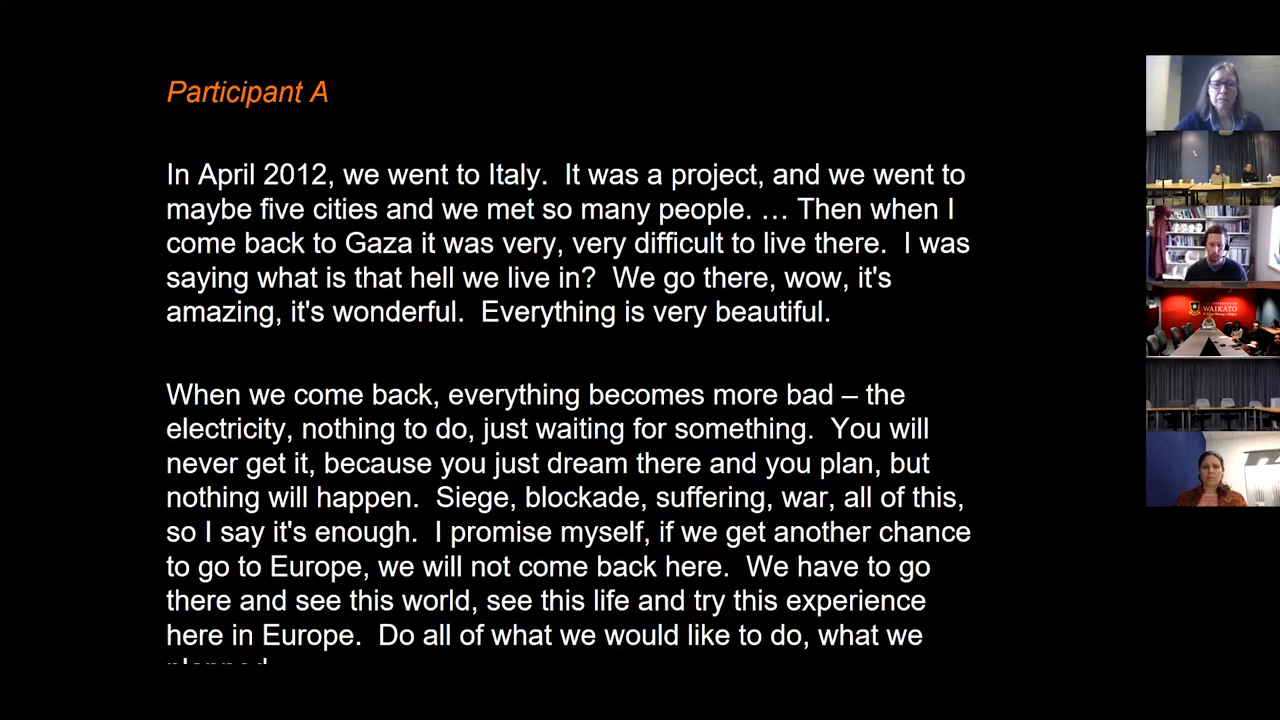 Participant A
In April 2012, we went to Italy.  It was a project, and we went to
maybe five cities and we met so many people. … Then when I
come back to Gaza it was very, very difficult to live there.  I was
saying what is that hell we live in?  We go there, wow, it's
amazing, it's wonderful.  Everything is very beautiful.
When we come back, everything becomes more bad – the
electricity, nothing to do, just waiting for something.  You will
never get it, because you just dream there and you plan, but
nothing will happen.  Siege, blockade, suffering, war, all of this,
so I say it's enough.  I promise myself, if we get another chance
to go to Europe, we will not come back here.  We have to go
there and see this world, see this life and try this experience
here in Europe.  Do all of what we would like to do, what we
planned
WAIKATO